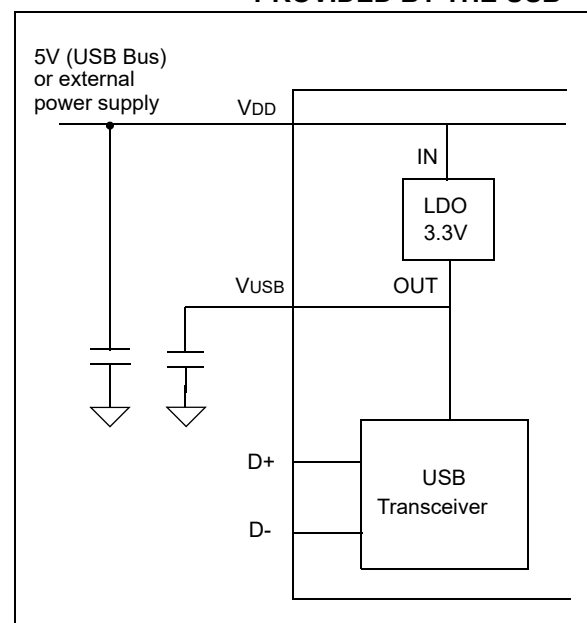 PROVIDED BY THE USB
5V (USB Bus)
or external
power supply
VDD
IN
LDO
3.3V
VUSB
OUT
D+
USB
Transceiver
D-